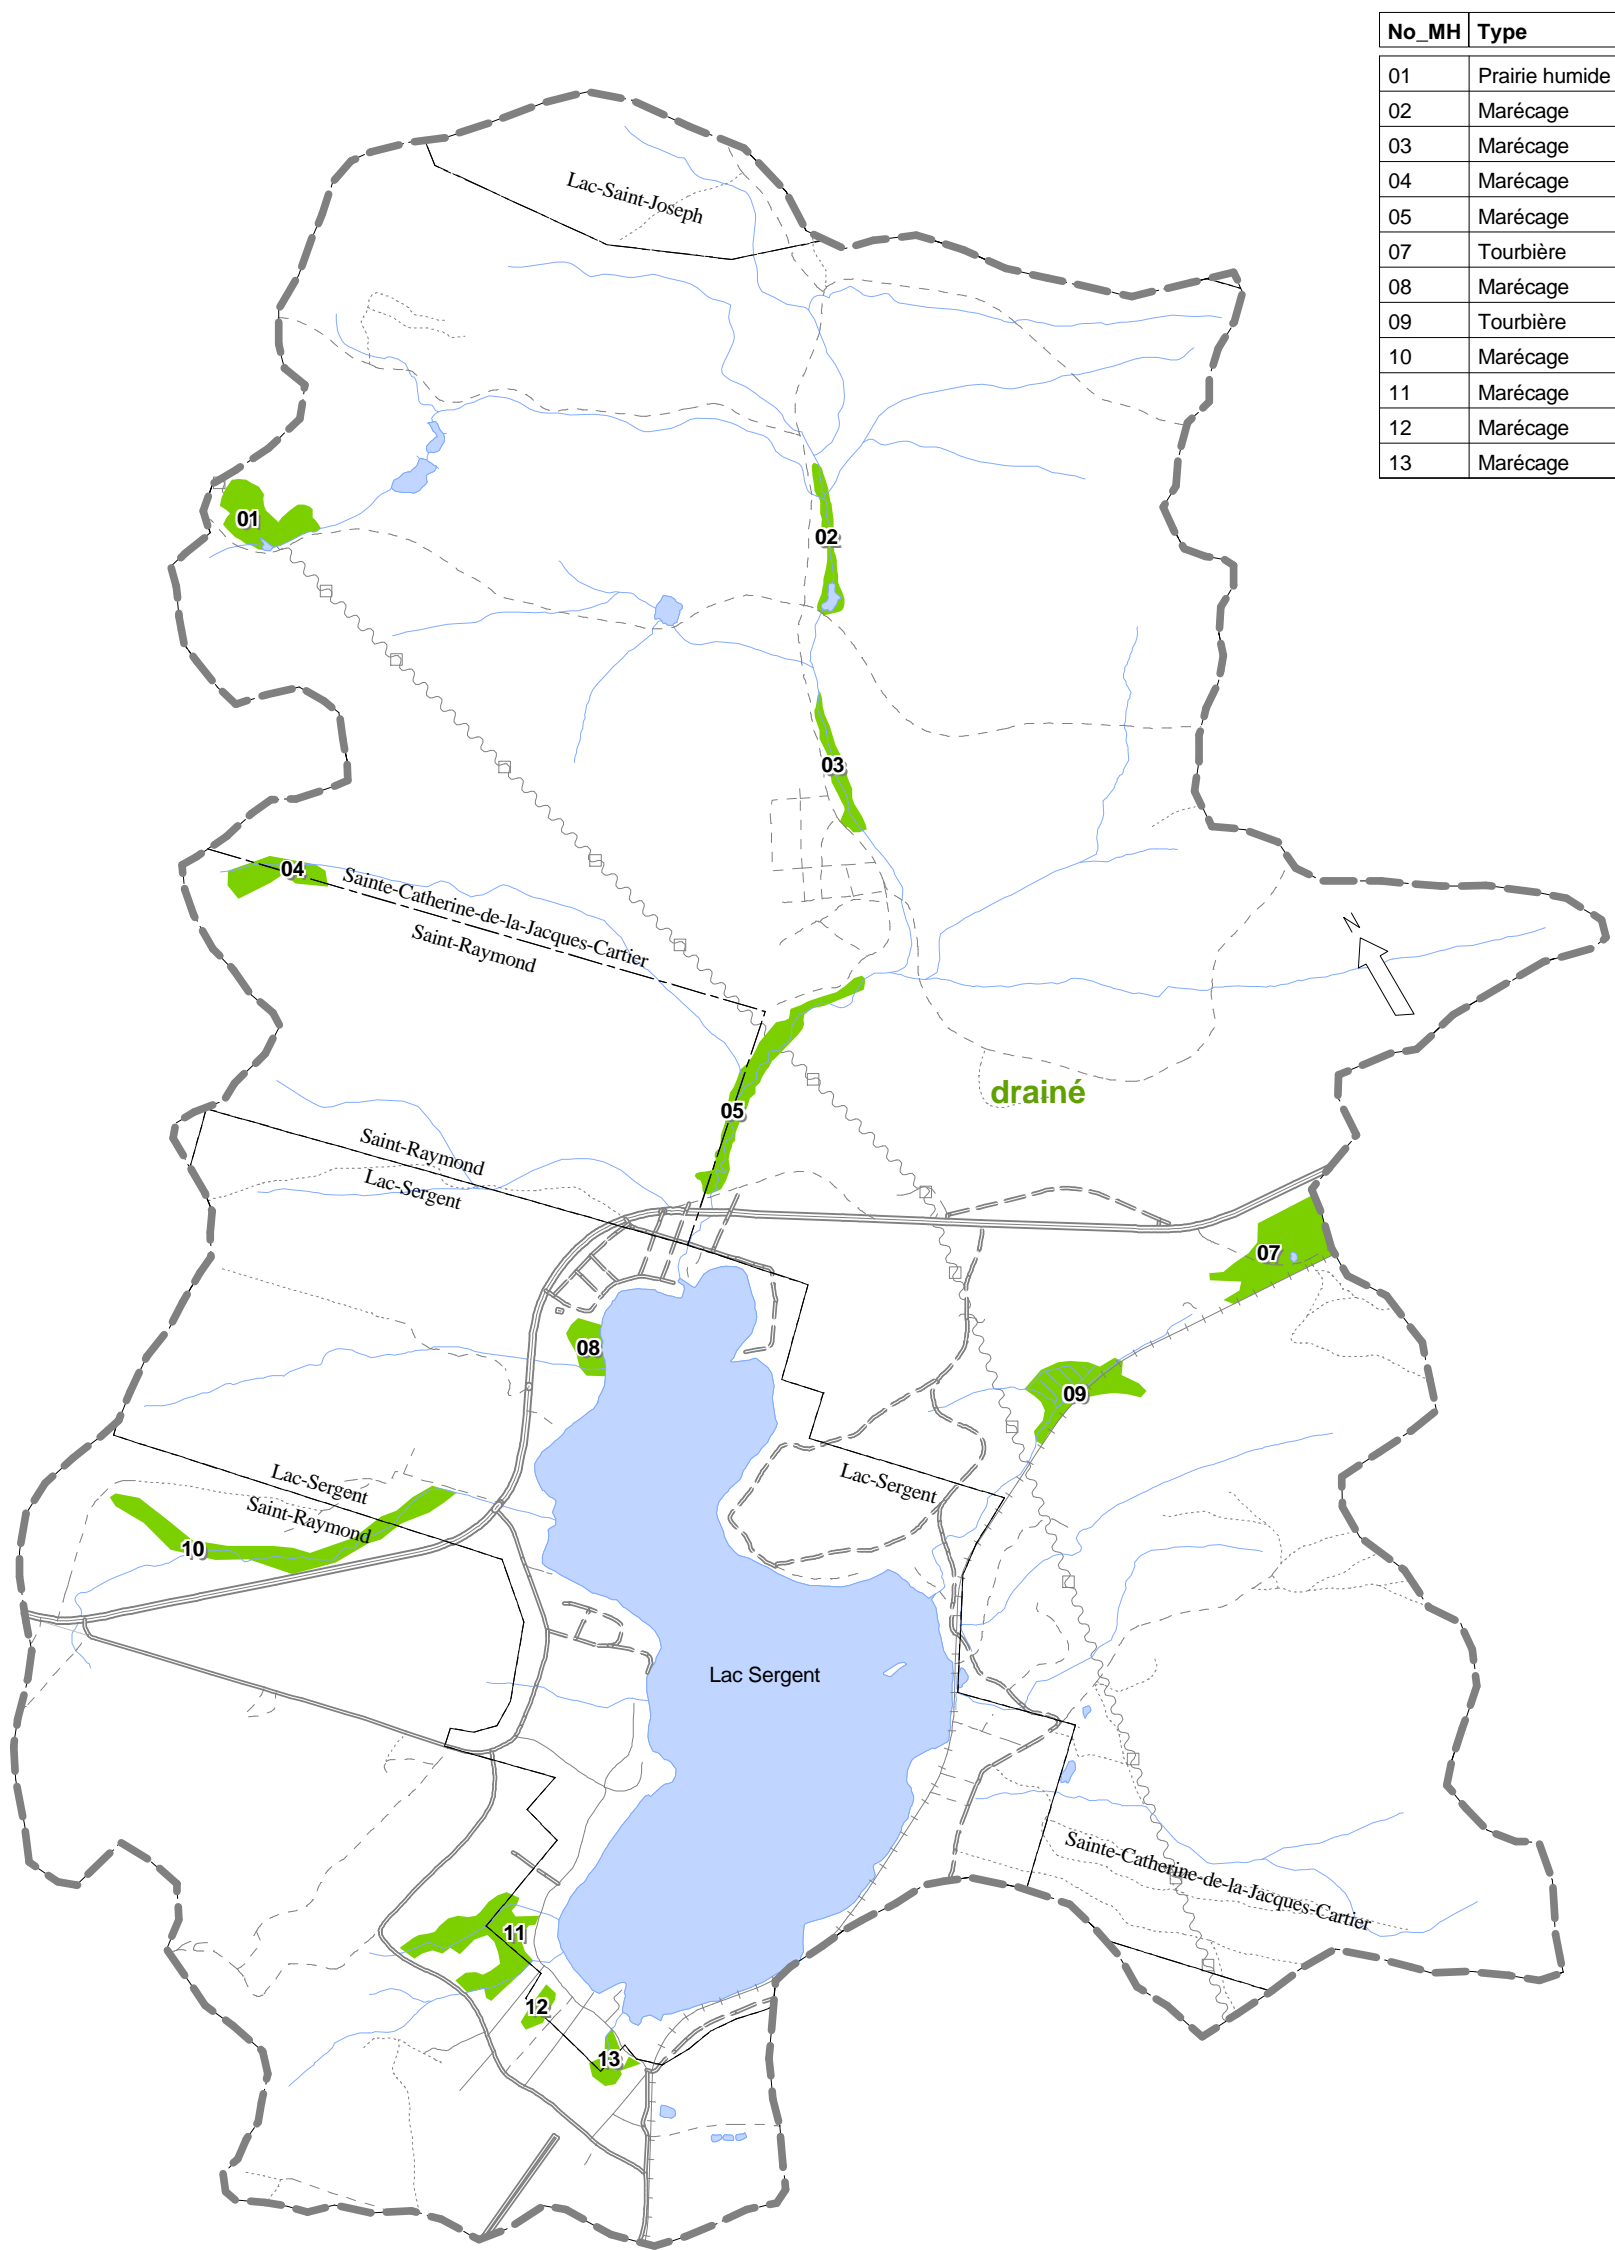 No_MH Type
01 Prairie humide
02 Marécage
03 Marécage
04 Marécage
05 Marécage
07 Tourbière
08 Marécage
09 Tourbière
10 Marécage
11 Marécage
12 Marécage
13 Marécage
Lac-Saint-Joseph
01
02
03
04
Sainte-Catherine-de-la-Jacques-Cartier
Saint-Raymond
N
drainé
05
Saint-Raymond
Lac-Sergent
07
08
09
Lac-Sergent
Lac-Sergent
Saint-Raymond
10
Lac Sergent
Sainte-Catherine-de-la-Jacques-Cartier
11
12
13